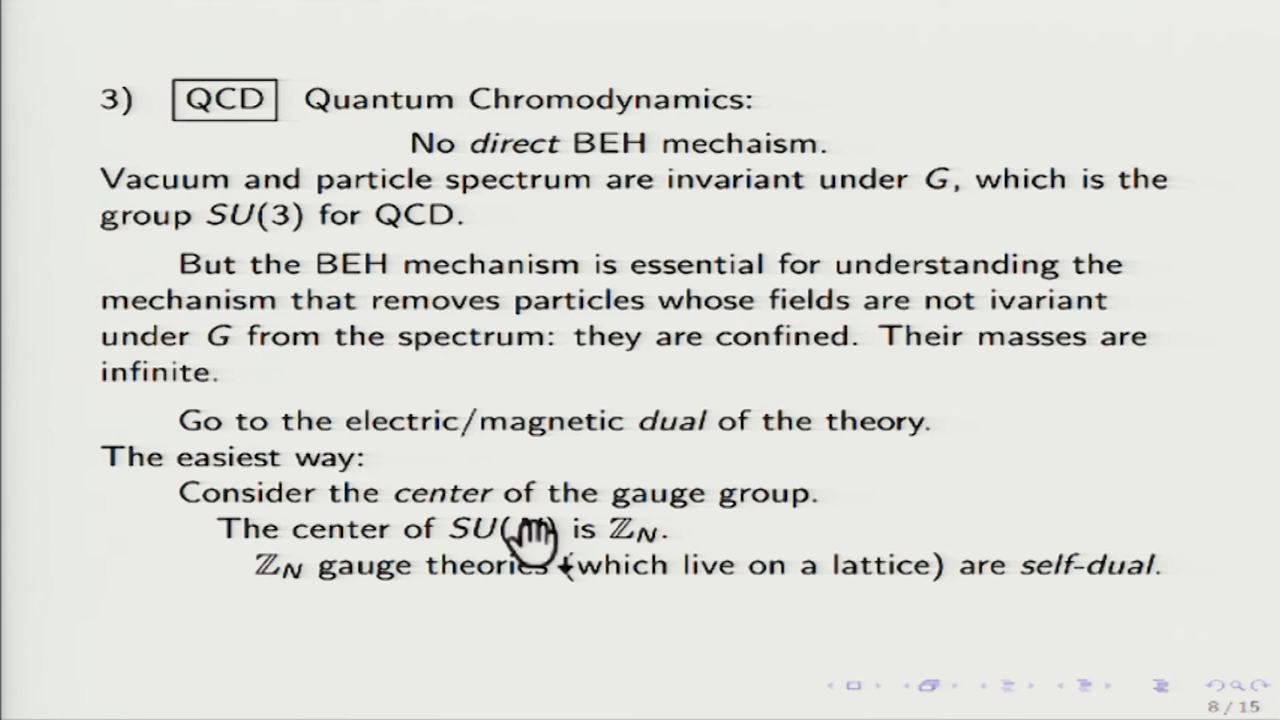 3) QCD Quantum Chromodynamics:
No direct BEH mechaism.
Vacuum and particle spectrum are invariant under G, which is the
group SU(3) for QCD.
But the BEH mechanism is essential for understanding the
mechanism that removes particles whose fields are not ivariant
under G from the spectrum: they are confined. Their masses are
infinite.
Go to the electric/magnetic dual of the theory.
The easiest way:
Consider the center of the gauge group.
The center of SU( ) is ℤN.
ℤN gauge theories (which live on a lattice) are self-dual.
8 / 15